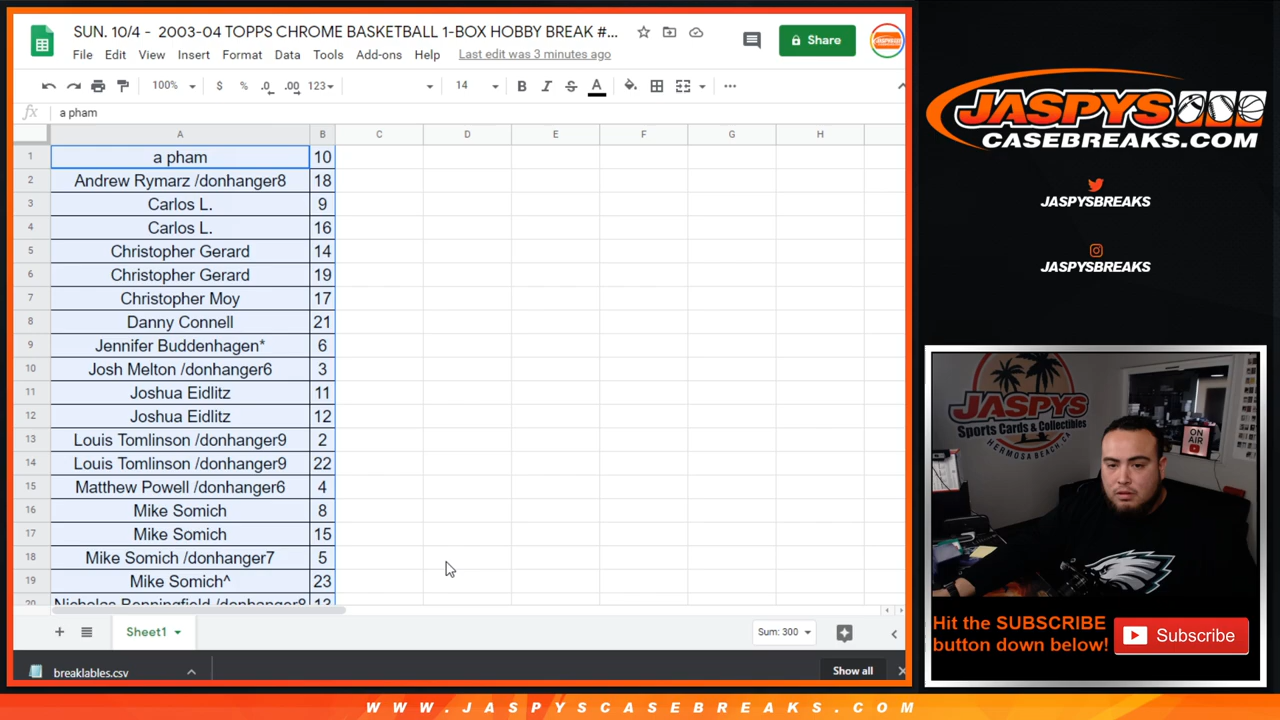 SUN. 10/4 - 2003-04 TOPPS CHROME BASKETBALL 1-BOX HOBBY BREAK #...
File Edit View Insert Format Data Tools Add-ons Help Last edit was 3 minutes ago
Share
100% $ % .0 .00 123 14 B I S A
fx a pham
A B C D E F G H
1 a pham 10
2 Andrew Rymarz /donhanger8 18
3 Carlos L. 9
4 Carlos L. 16
5 Christopher Gerard 14
6 Christopher Gerard 19
7 Christopher Moy 17
8 Danny Connell 21
9 Jennifer Buddenhagen* 6
10 Josh Melton /donhanger6 3
11 Joshua Eidlitz 11
12 Joshua Eidlitz 12
13 Louis Tomlinson /donhanger9 2
14 Louis Tomlinson /donhanger9 22
15 Matthew Powell /donhanger6 4
16 Mike Somich 8
17 Mike Somich 15
18 Mike Somich /donhanger7 5
19 Mike Somich^ 23
20 Nicholas Benningfield /donhanger8 13
Sheet1
Sum: 300
breaklables.csv
Show all
JASPYS
CASEBREAKS.COM
JASPYSBREAKS
JASPYSBREAKS
JASPYS
Sports Cards & Collectibles
HERMOSA BEACH, CA
ON
AIR
EAGLES
Hit the SUBSCRIBE
button down below!
Subscribe
WWW.JASPYSCASEBREAKS.COM